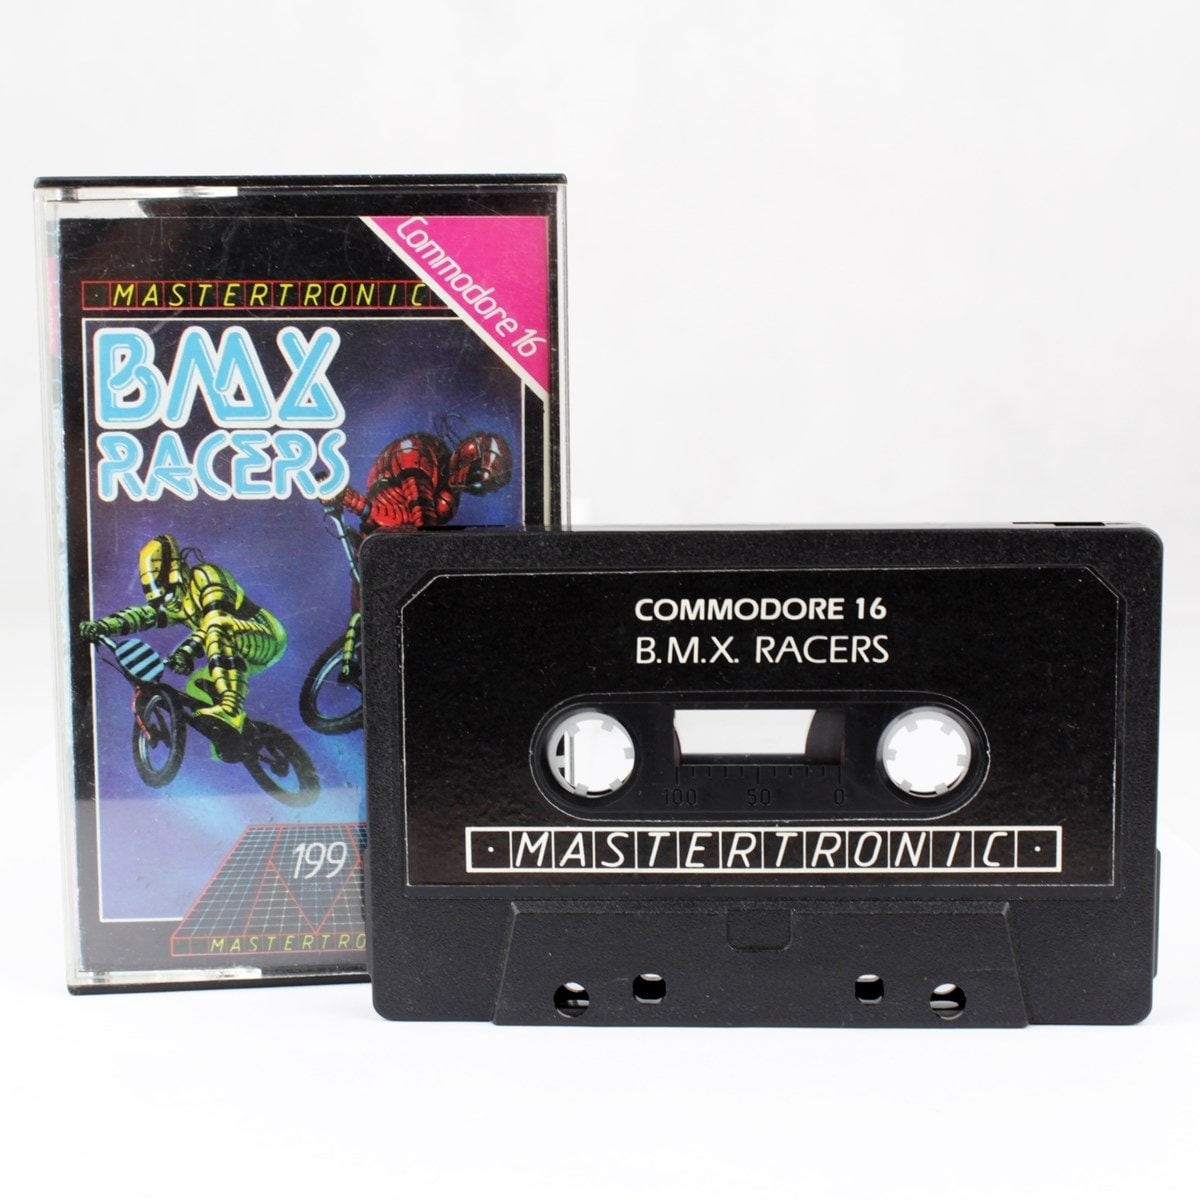 Commodore 16
MASTERTRONIC
BMX
RACERS
199
MASTERTRO
COMMODORE 16
B.M.X. RACERS
100 50 0
· MASTERTRONIC ·